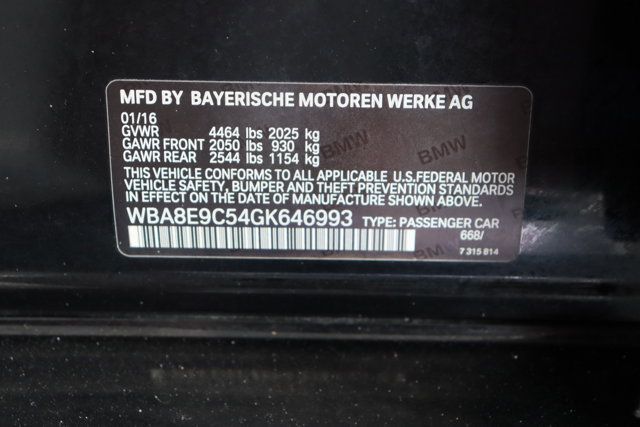 MFD BY BAYERISCHE MOTOREN WERKE AG
01/16
GVWR 4464 lbs 2025 kg
GAWR FRONT 2050 lbs 930 kg
GAWR REAR 2544 lbs 1154 kg
THIS VEHICLE CONFORMS TO ALL APPLICABLE U.S.FEDERAL MOTOR
VEHICLE SAFETY, BUMPER AND THEFT PREVENTION STANDARDS
IN EFFECT ON THE DATE OF MANUFACTURE SHOWN ABOVE.
WBA8E9C54GK646993 TYPE: PASSENGER CAR
668/
7 315 814
BMW
BMW
BMW